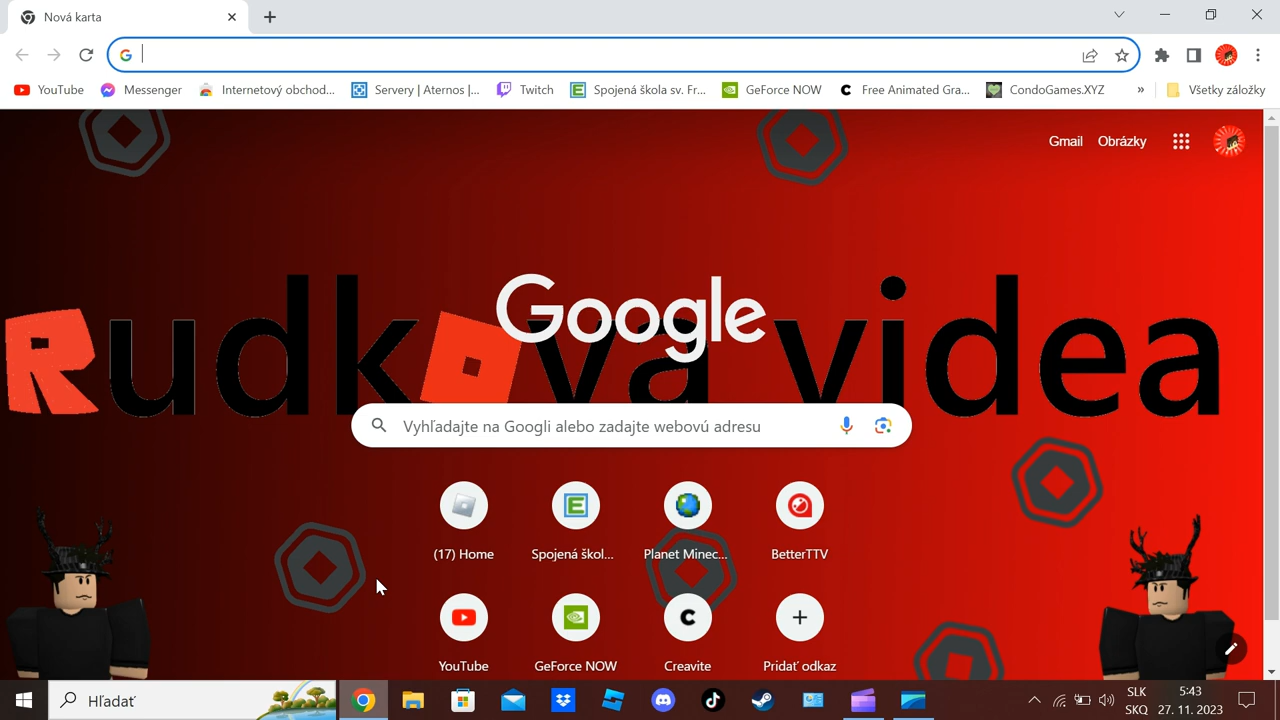 Nová karta
YouTube
Messenger
Internetový obchod...
Servery | Aternos |...
Twitch
Spojená škola sv. Fr...
GeForce NOW
Free Animated Gra...
CondoGames.XYZ
»
Všetky záložky
Gmail
Obrázky
Google
Rudkova videa
Vyhľadajte na Googli alebo zadajte webovú adresu
(17) Home
Spojená škol...
Planet Minec...
BetterTTV
YouTube
GeForce NOW
Creavite
Pridať odkaz
Hľadať
SLK
SKQ
5:43
27. 11. 2023